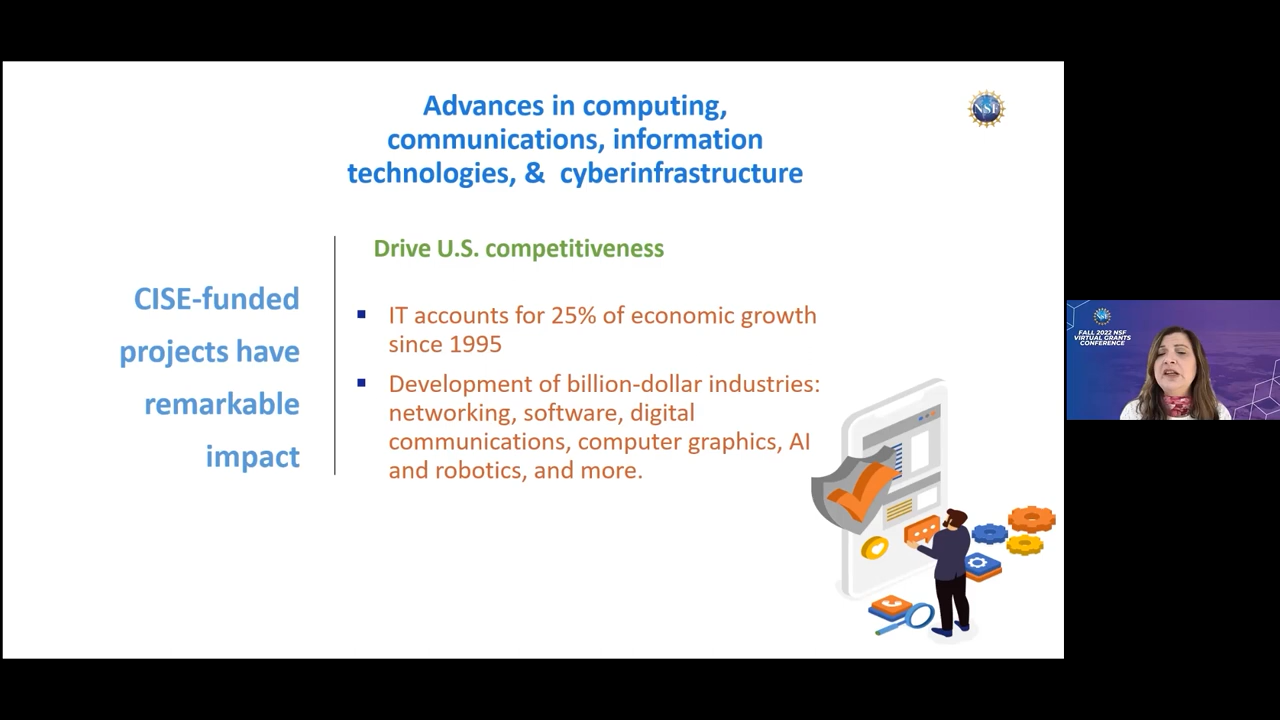 Advances in computing,
communications, information
technologies, & cyberinfrastructure
NSF
CISE-funded
projects have
remarkable
impact
Drive U.S. competitiveness
IT accounts for 25% of economic growth
since 1995
Development of billion-dollar industries:
networking, software, digital
communications, computer graphics, AI
and robotics, and more.
NSF
FALL 2022 NSF
VIRTUAL GRANTS
CONFERENCE